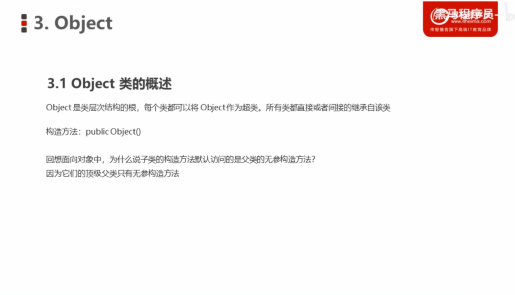 3. Object
黑马程序员
www.itheima.com
传智播客旗下高端IT教育品牌
3.1 Object 类的概述
Object 是类层次结构的根，每个类都可以将 Object 作为超类。所有类都直接或者间接的继承自该类
构造方法：public Object()
回想面向对象中，为什么说子类的构造方法默认访问的是父类的无参构造方法？
因为它们的顶级父类只有无参构造方法